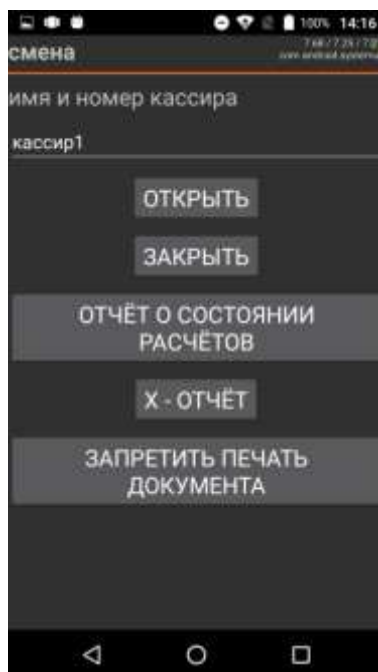 100% 14:16
смена
имя и номер кассира
кассир1
ОТКРЫТЬ
ЗАКРЫТЬ
ОТЧЁТ О СОСТОЯНИИ
РАСЧЁТОВ
Х - ОТЧЁТ
ЗАПРЕТИТЬ ПЕЧАТЬ
ДОКУМЕНТА